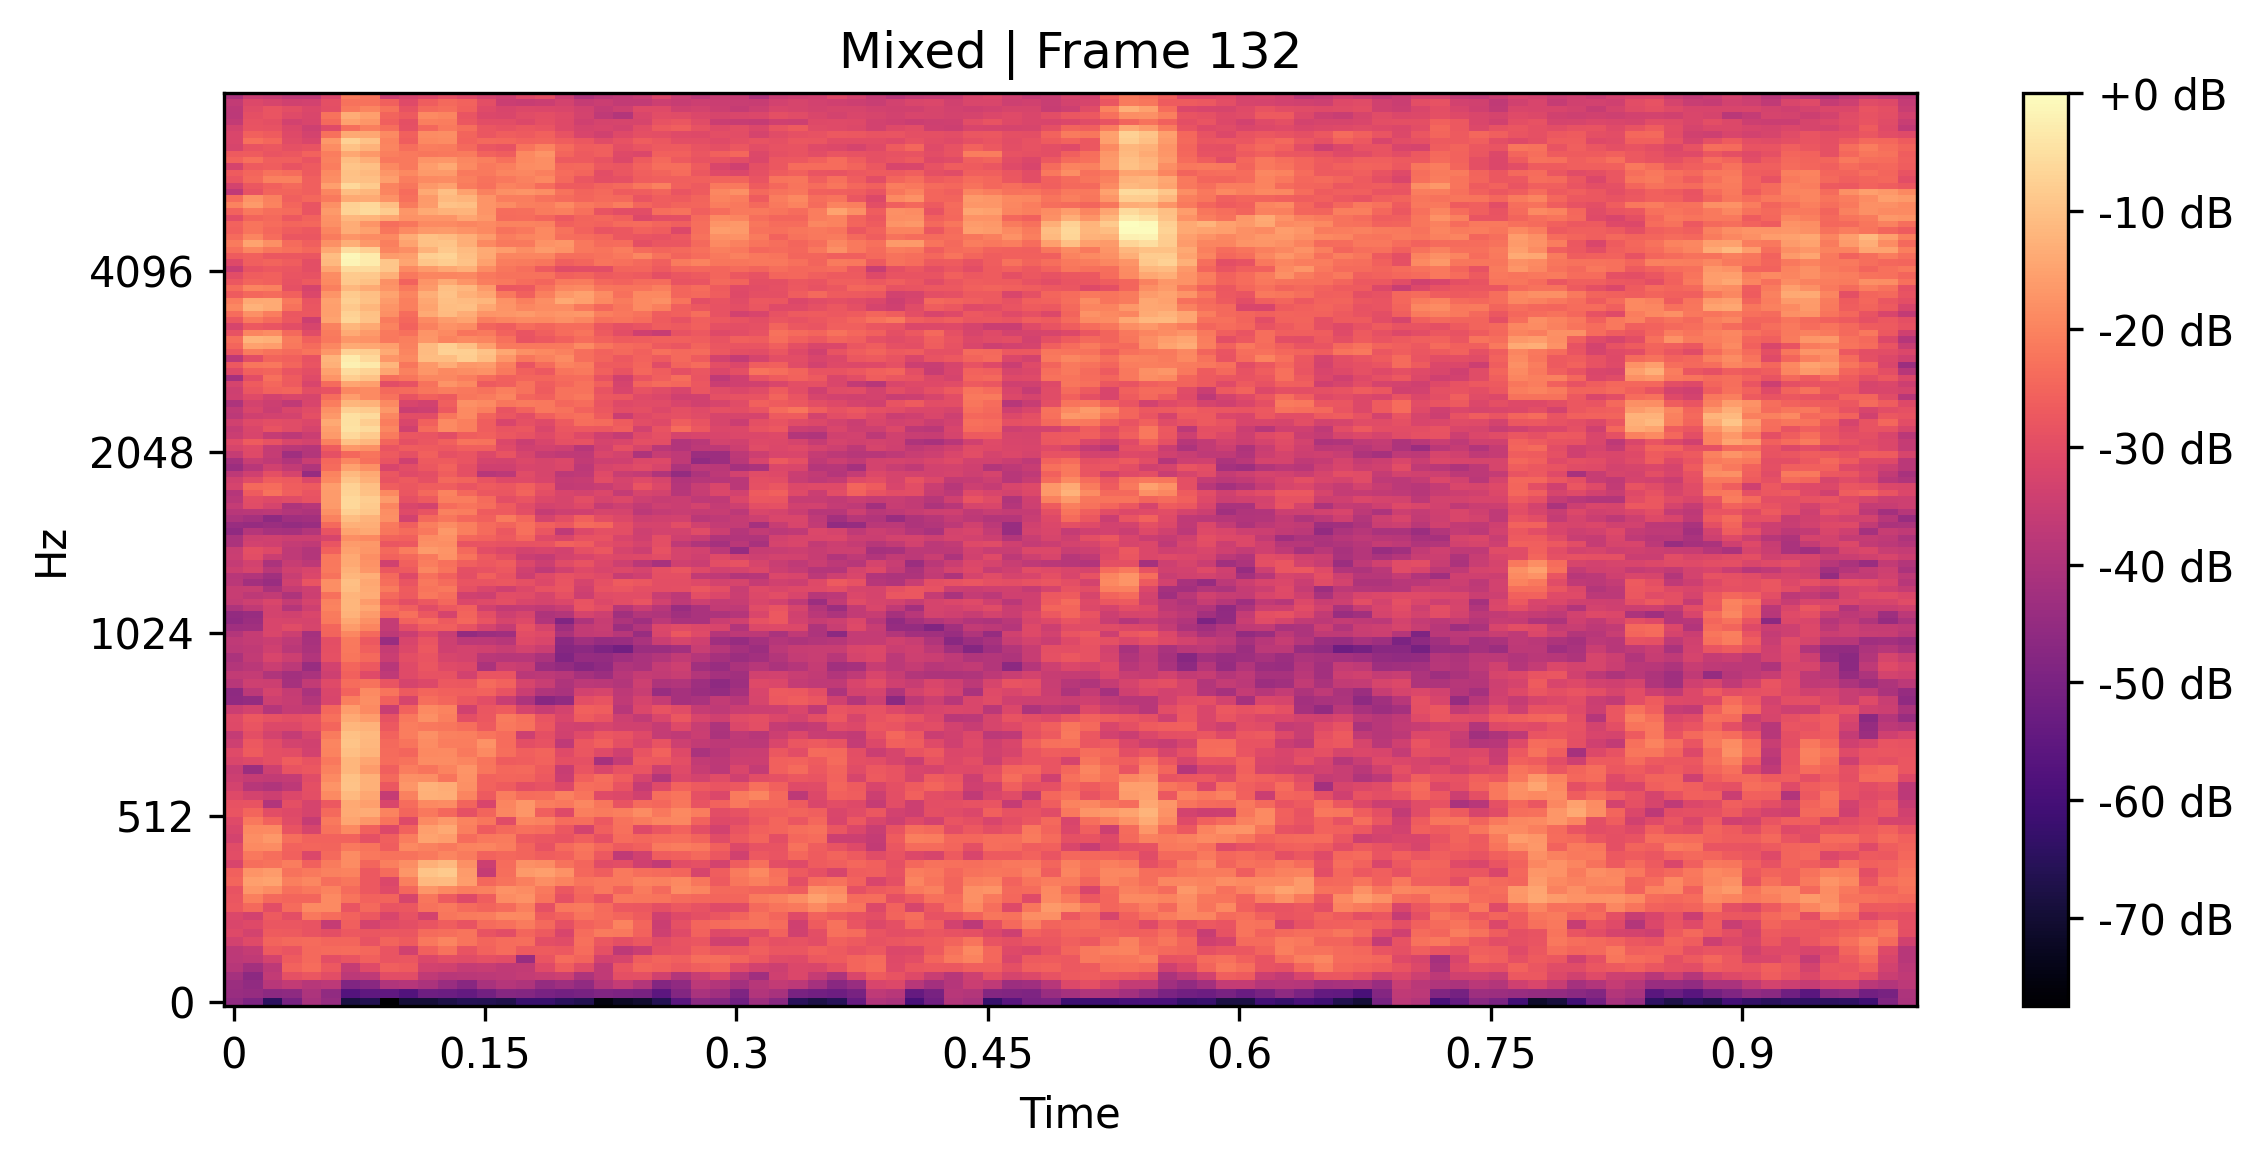 Mixed | Frame 132
+0 dB
-10 dB
-20 dB
-30 dB
-40 dB
-50 dB
-60 dB
-70 dB
Hz
4096
2048
1024
512
0
0 0.15 0.3 0.45 0.6 0.75 0.9
Time